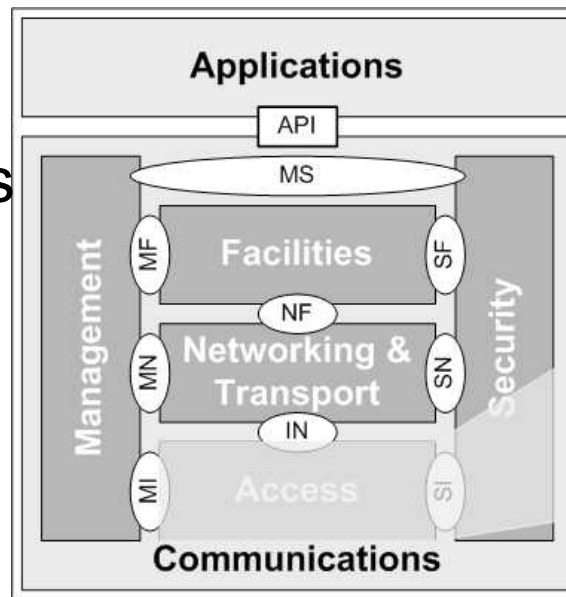 Applications
API
S
MS
Management
MF
Facilities
SF
Security
NF
MN
Networking &
Transport
SN
IN
MI
Access
SI
Communications